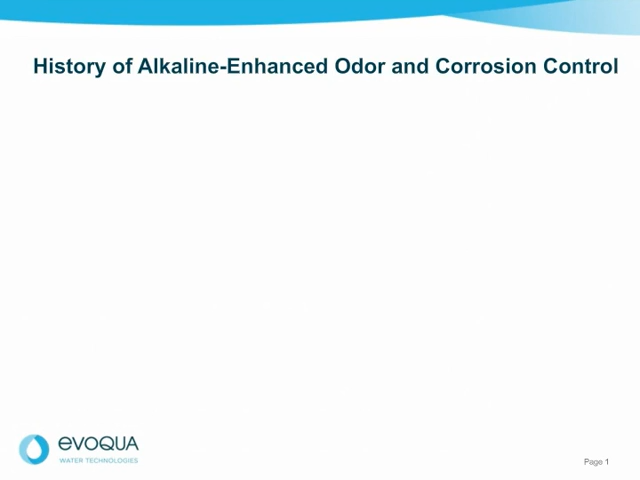 History of Alkaline-Enhanced Odor and Corrosion Control
evoqua
WATER TECHNOLOGIES
Page 1